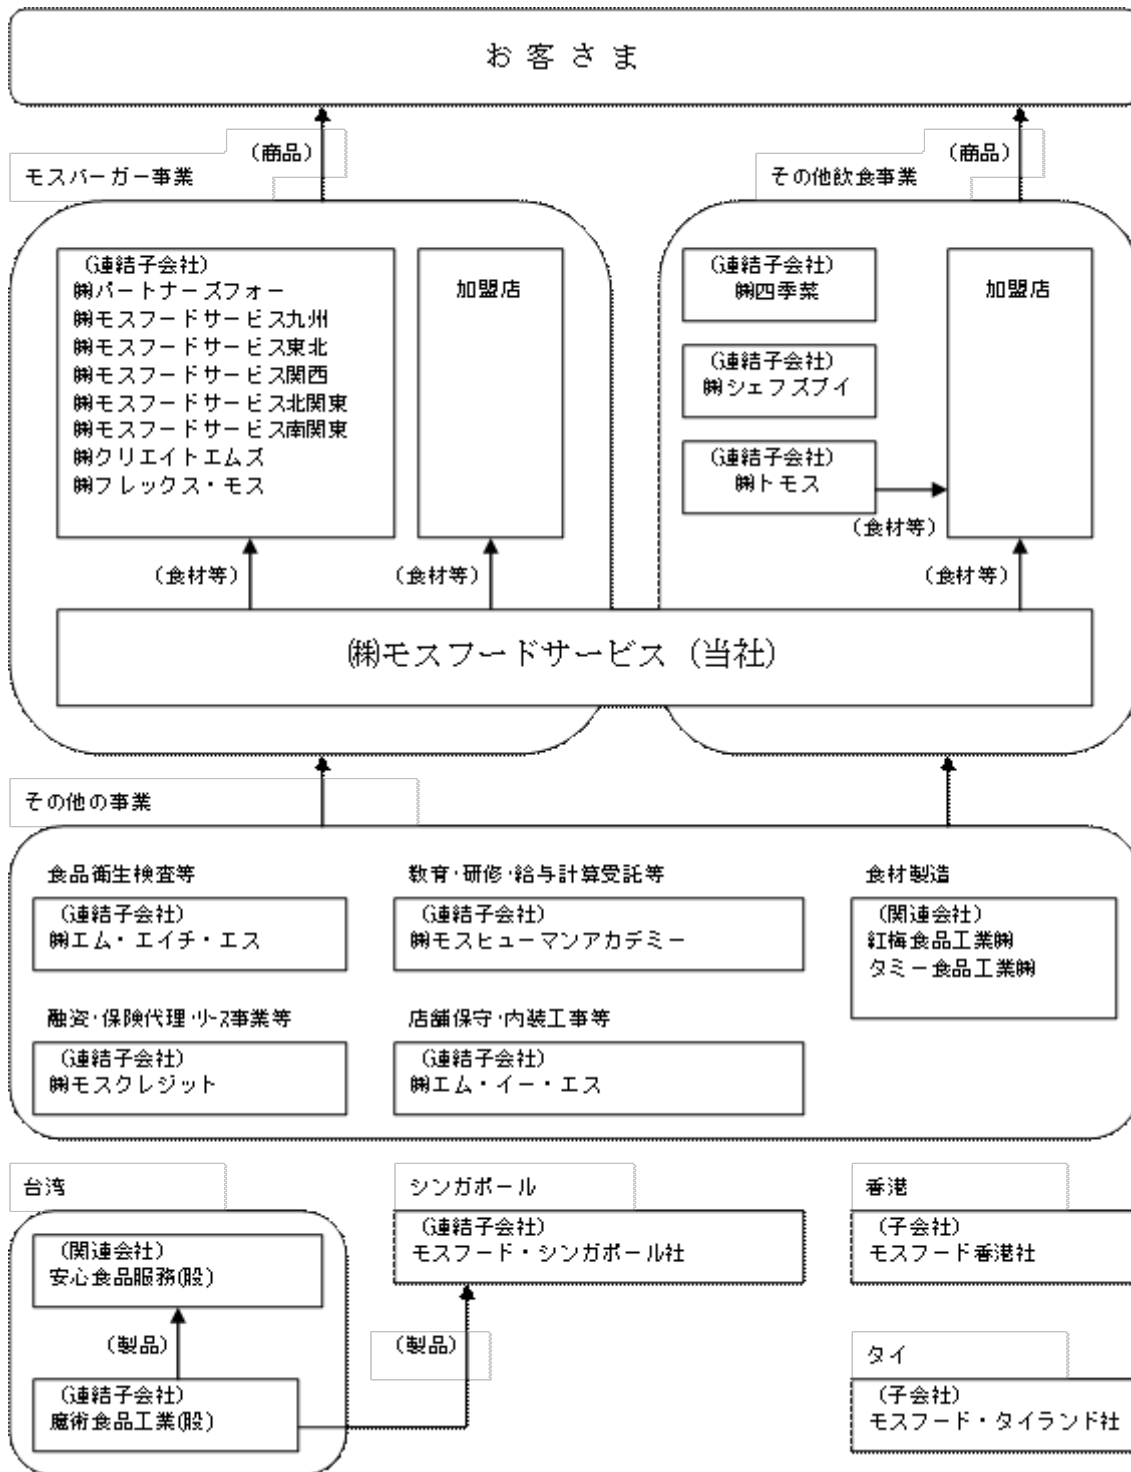 お 客 さ ま
(商品)
モスバーガー事業
(商品)
その他飲食事業
(連結子会社)
㈱パートナーズフォー
㈱モスフードサービス九州
㈱モスフードサービス東北
㈱モスフードサービス関西
㈱モスフードサービス北関東
㈱モスフードサービス南関東
㈱クリエイトエムズ
㈱フレックス・モス
加盟店
(連結子会社)
㈱四季菜
(連結子会社)
㈱シェフズブイ
(連結子会社)
㈱トモス
加盟店
(食材等)
(食材等)
(食材等)
(食材等)
㈱モスフードサービス (当社)
その他の事業
食品衛生検査等
(連結子会社)
㈱エム・エイチ・エス
教育・研修・給与計算受託等
(連結子会社)
㈱モスヒューマンアカデミー
食材製造
(関連会社)
紅梅食品工業㈱
タミー食品工業㈱
融資・保険代理・リース事業等
(連結子会社)
㈱モスクレジット
店舗保守・内装工事等
(連結子会社)
㈱エム・イー・エス
台湾
(関連会社)
安心食品服務(股)
(製品)
(連結子会社)
魔術食品工業(股)
シンガポール
(連結子会社)
モスフード・シンガポール社
(製品)
香港
(子会社)
モスフード香港社
タイ
(子会社)
モスフード・タイランド社